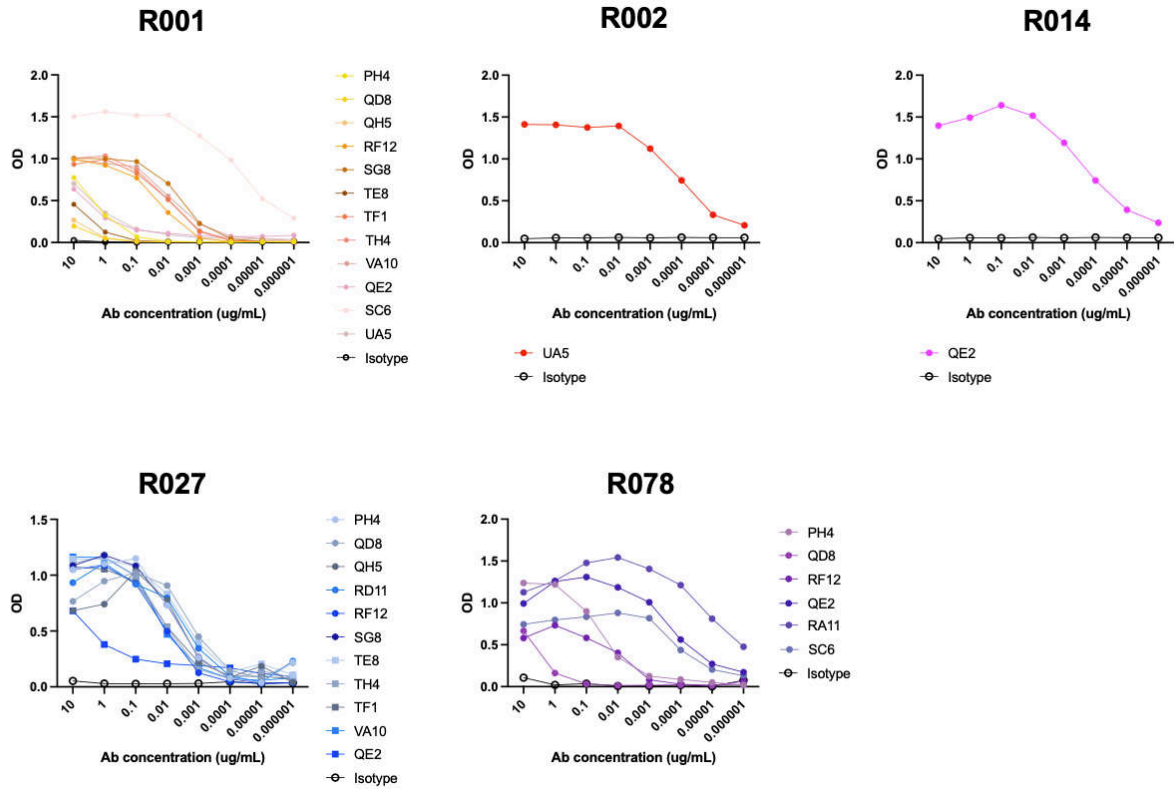 R001
R002
R014
OD
2.0
1.5
1.0
0.5
0.0
10
1
0.1
0.01
0.001
0.0001
0.00001
0.000001
Ab concentration (ug/mL)
PH4
QD8
QH5
RF12
SG8
TE8
TF1
TH4
VA10
QE2
SC6
UA5
Isotype
OD
2.0
1.5
1.0
0.5
0.0
10
1
0.1
0.01
0.001
0.0001
0.00001
0.000001
Ab concentration (ug/mL)
UA5
Isotype
OD
2.0
1.5
1.0
0.5
0.0
10
1
0.1
0.01
0.001
0.0001
0.00001
0.000001
Ab concentration (ug/mL)
QE2
Isotype
R027
R078
OD
1.5
1.0
0.5
0.0
10
1
0.1
0.01
0.001
0.0001
0.00001
0.000001
Ab concentration (ug/mL)
PH4
QD8
QH5
RD11
RF12
SG8
TE8
TH4
TF1
VA10
QE2
Isotype
OD
2.0
1.5
1.0
0.5
0.0
10
1
0.1
0.01
0.001
0.0001
0.00001
0.000001
Ab concentration (ug/mL)
PH4
QD8
RF12
QE2
RA11
SC6
Isotype